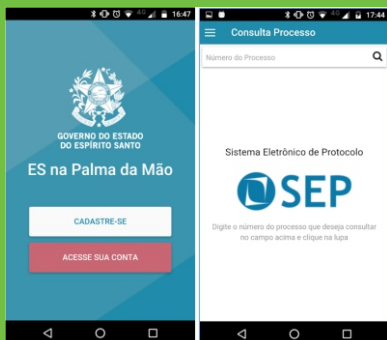 4G 16:47
GOVERNO DO ESTADO
DO ESPÍRITO SANTO
ES na Palma da Mão
CADASTRE-SE
ACESSE SUA CONTA
4G 17:44
Consulta Processo
Número do Processo
Sistema Eletrônico de Protocolo
SEP
Digite o número do processo que deseja consultar
no campo acima e clique na lupa